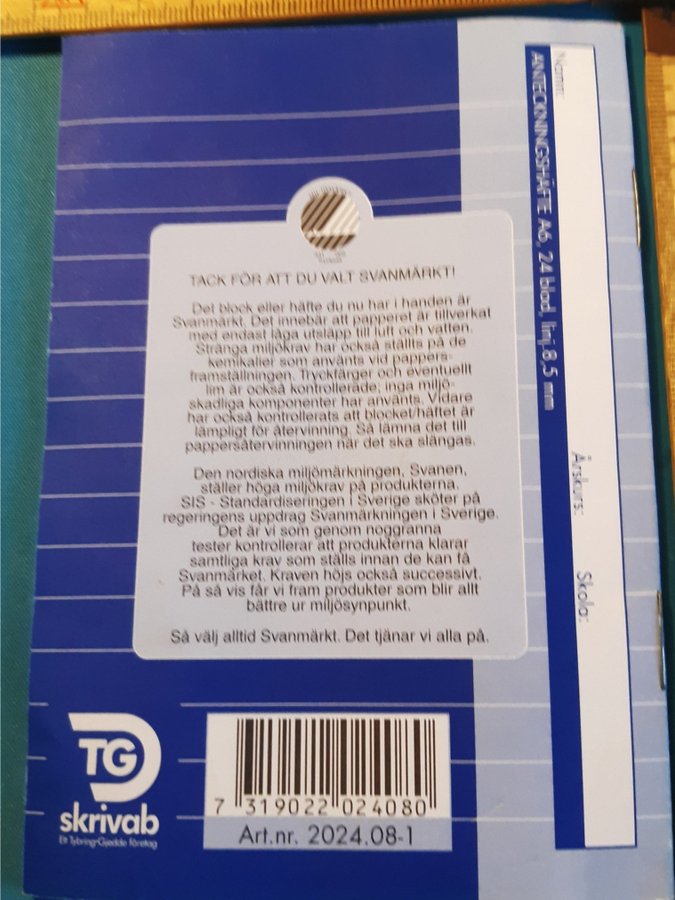 TACK FÖR ATT DU VALT SVANMÄRKT!
Det block eller häfte du nu har i handen är
Svanmärkt. Det innebär att papperet är tillverkat
med endast låga utsläpp till luft och vatten.
Stränga miljökrav har också ställts på de
kemikalier som använts vid pappers-
framställningen. Tryckfärger och eventuellt
lim är också kontrollerade; inga miljö-
skadliga komponenter har använts. Vidare
har också kontrollerats att blocket/häftet är
lämpligt för återvinning. Så lämna det till
pappersåtervinningen när det ska slängas.
Den nordiska miljömärkningen, Svanen,
ställer höga miljökrav på produkterna.
SIS - Standardiseringen i Sverige sköter på
regeringens uppdrag Svanmärkningen i Sverige.
Det är vi som genom noggranna
tester kontrollerar att produkterna klarar
samtliga krav som ställs innan de kan få
Svanmärket. Kraven höjs också successivt.
På så vis får vi fram produkter som blir allt
bättre ur miljösynpunkt.
Så välj alltid Svanmärkt. Det tjänar vi alla på.
TG
skrivab
Ett Tybring-Gjedde företag
7 319022 024080
Art.nr. 2024.08-1
ANTECKNINGSHÄFTE A6, 24 blad, linj.8,5 mm
Namn:
Årskurs: Skola: